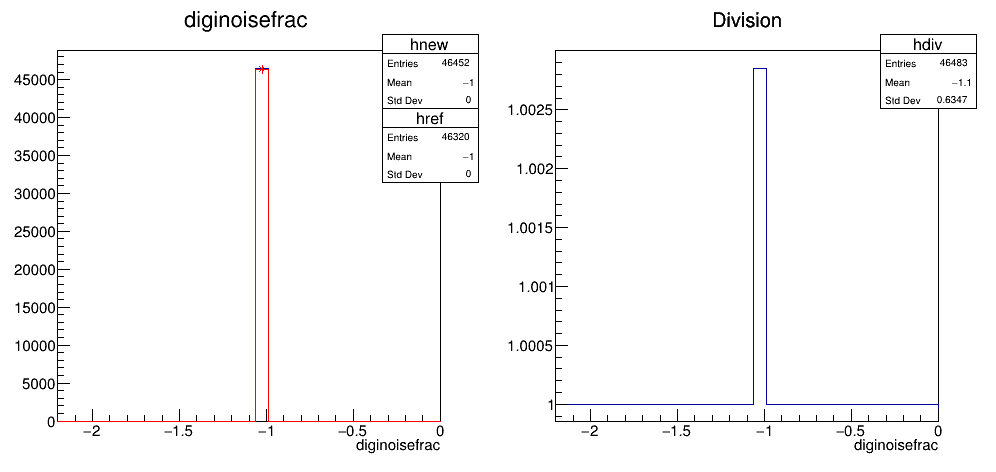 diginoisefrac
hnew
Entries 46452
Mean −1
Std Dev 0
href
Entries 46320
Mean −1
Std Dev 0
45000
40000
35000
30000
25000
20000
15000
10000
5000
0
−2 −1.5 −1 −0.5 0
diginoisefrac
Division
hdiv
Entries 46483
Mean −1.1
Std Dev 0.6347
1.0025
1.002
1.0015
1.001
1.0005
1
−2 −1.5 −1 −0.5 0
diginoisefrac